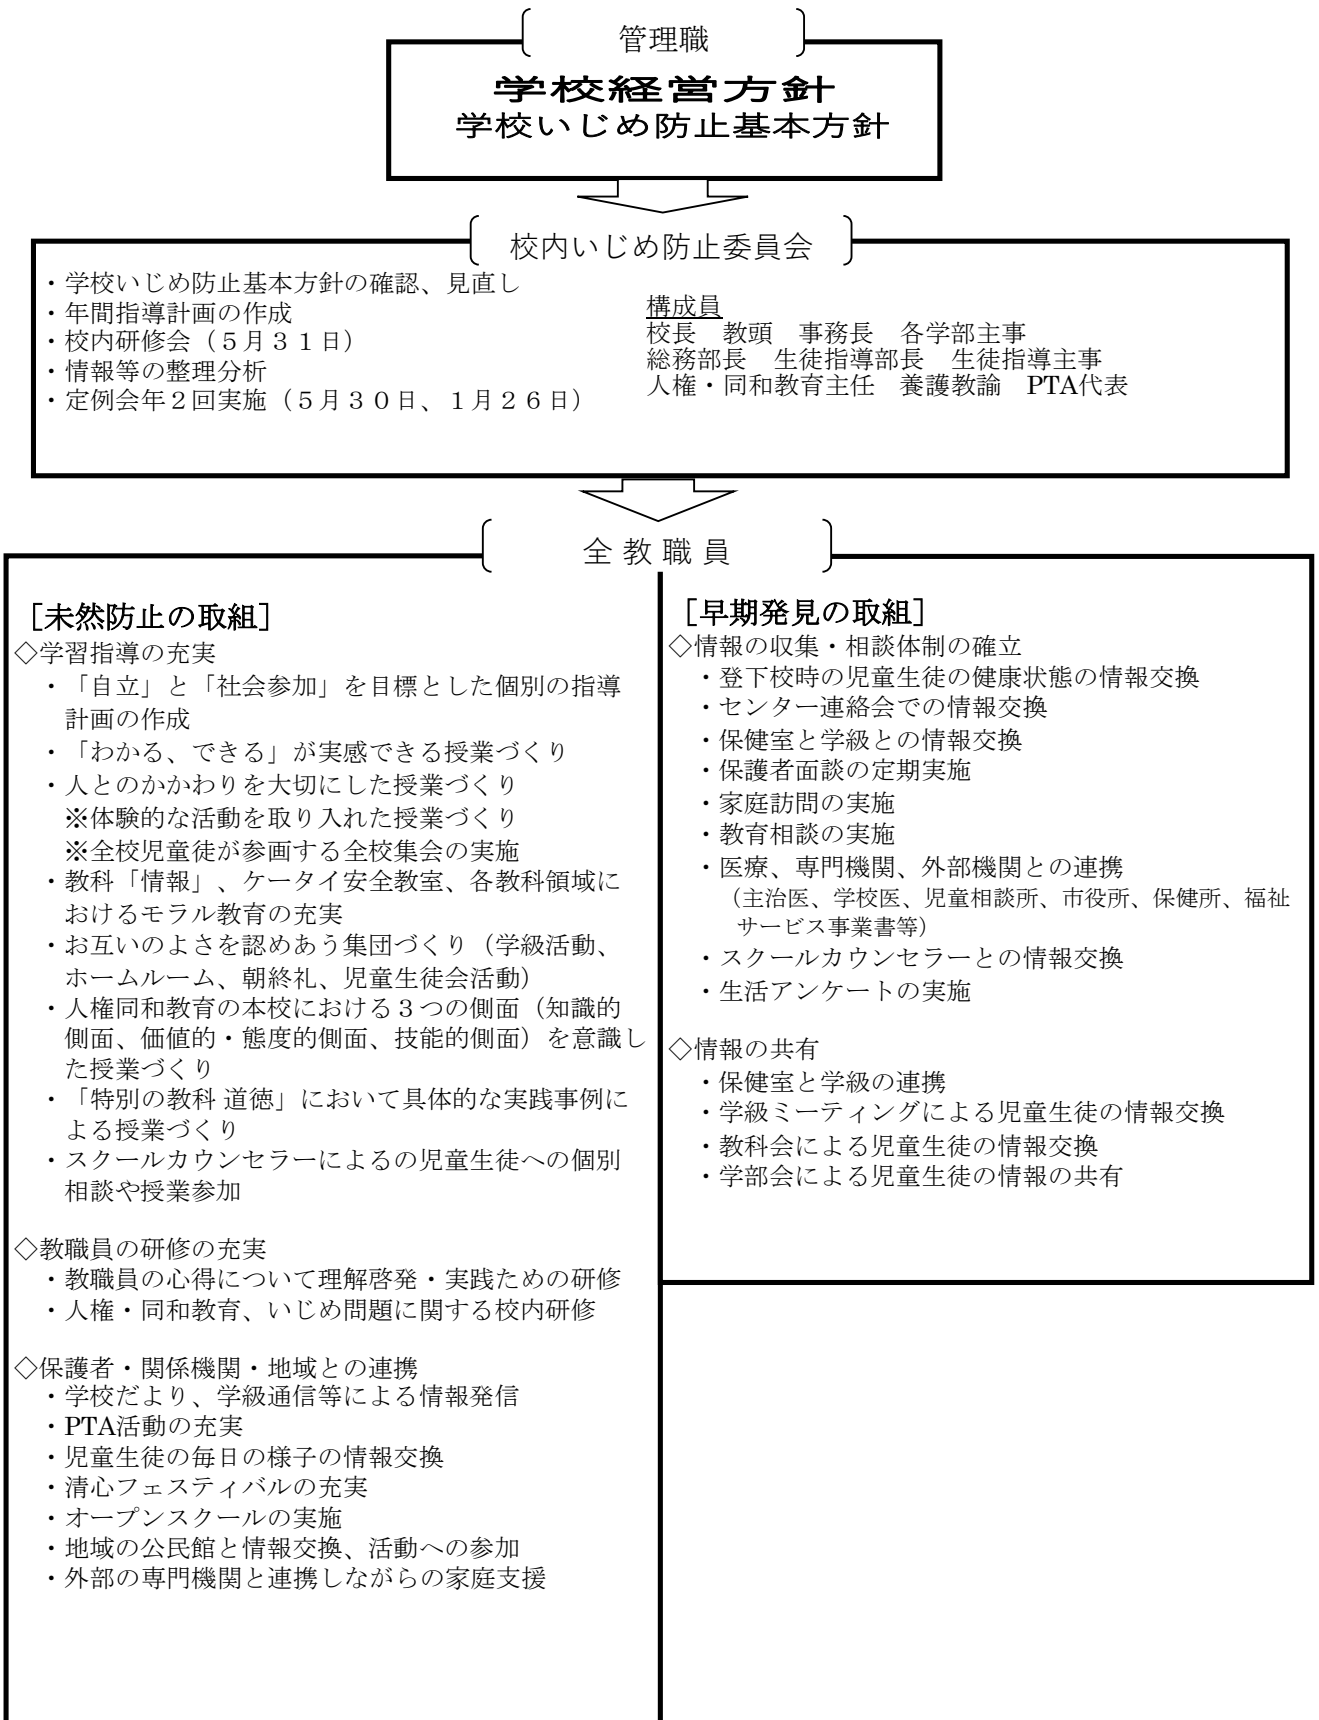 管理職
学校経営方針
学校いじめ防止基本方針
校内いじめ防止委員会
・学校いじめ防止基本方針の確認、見直し
・年間指導計画の作成
・校内研修会（５月３１日）
・情報等の整理分析
・定例会年２回実施（５月３０日、１月２６日）
構成員
校長　教頭　事務長　各学部主事
総務部長　生徒指導部長　生徒指導主事
人権・同和教育主任　養護教諭　PTA代表
全 教 職 員
［未然防止の取組］
◇学習指導の充実
・「自立」と「社会参加」を目標とした個別の指導
計画の作成
・「わかる、できる」が実感できる授業づくり
・人とのかかわりを大切にした授業づくり
※体験的な活動を取り入れた授業づくり
※全校児童徒が参画する全校集会の実施
・教科「情報」、ケータイ安全教室、各教科領域に
おけるモラル教育の充実
・お互いのよさを認めあう集団づくり（学級活動、
ホームルーム、朝終礼、児童生徒会活動）
・人権同和教育の本校における３つの側面（知識的
側面、価値的・態度的側面、技能的側面）を意識し
た授業づくり
・「特別の教科 道徳」において具体的な実践事例に
よる授業づくり
・スクールカウンセラーによるの児童生徒への個別
相談や授業参加
◇教職員の研修の充実
・教職員の心得について理解啓発・実践ための研修
・人権・同和教育、いじめ問題に関する校内研修
◇保護者・関係機関・地域との連携
・学校だより、学級通信等による情報発信
・PTA活動の充実
・児童生徒の毎日の様子の情報交換
・清心フェスティバルの充実
・オープンスクールの実施
・地域の公民館と情報交換、活動への参加
・外部の専門機関と連携しながらの家庭支援
［早期発見の取組］
◇情報の収集・相談体制の確立
・登下校時の児童生徒の健康状態の情報交換
・センター連絡会での情報交換
・保健室と学級との情報交換
・保護者面談の定期実施
・家庭訪問の実施
・教育相談の実施
・医療、専門機関、外部機関との連携
（主治医、学校医、児童相談所、市役所、保健所、福祉
サービス事業書等）
・スクールカウンセラーとの情報交換
・生活アンケートの実施
◇情報の共有
・保健室と学級の連携
・学級ミーティングによる児童生徒の情報交換
・教科会による児童生徒の情報交換
・学部会による児童生徒の情報の共有